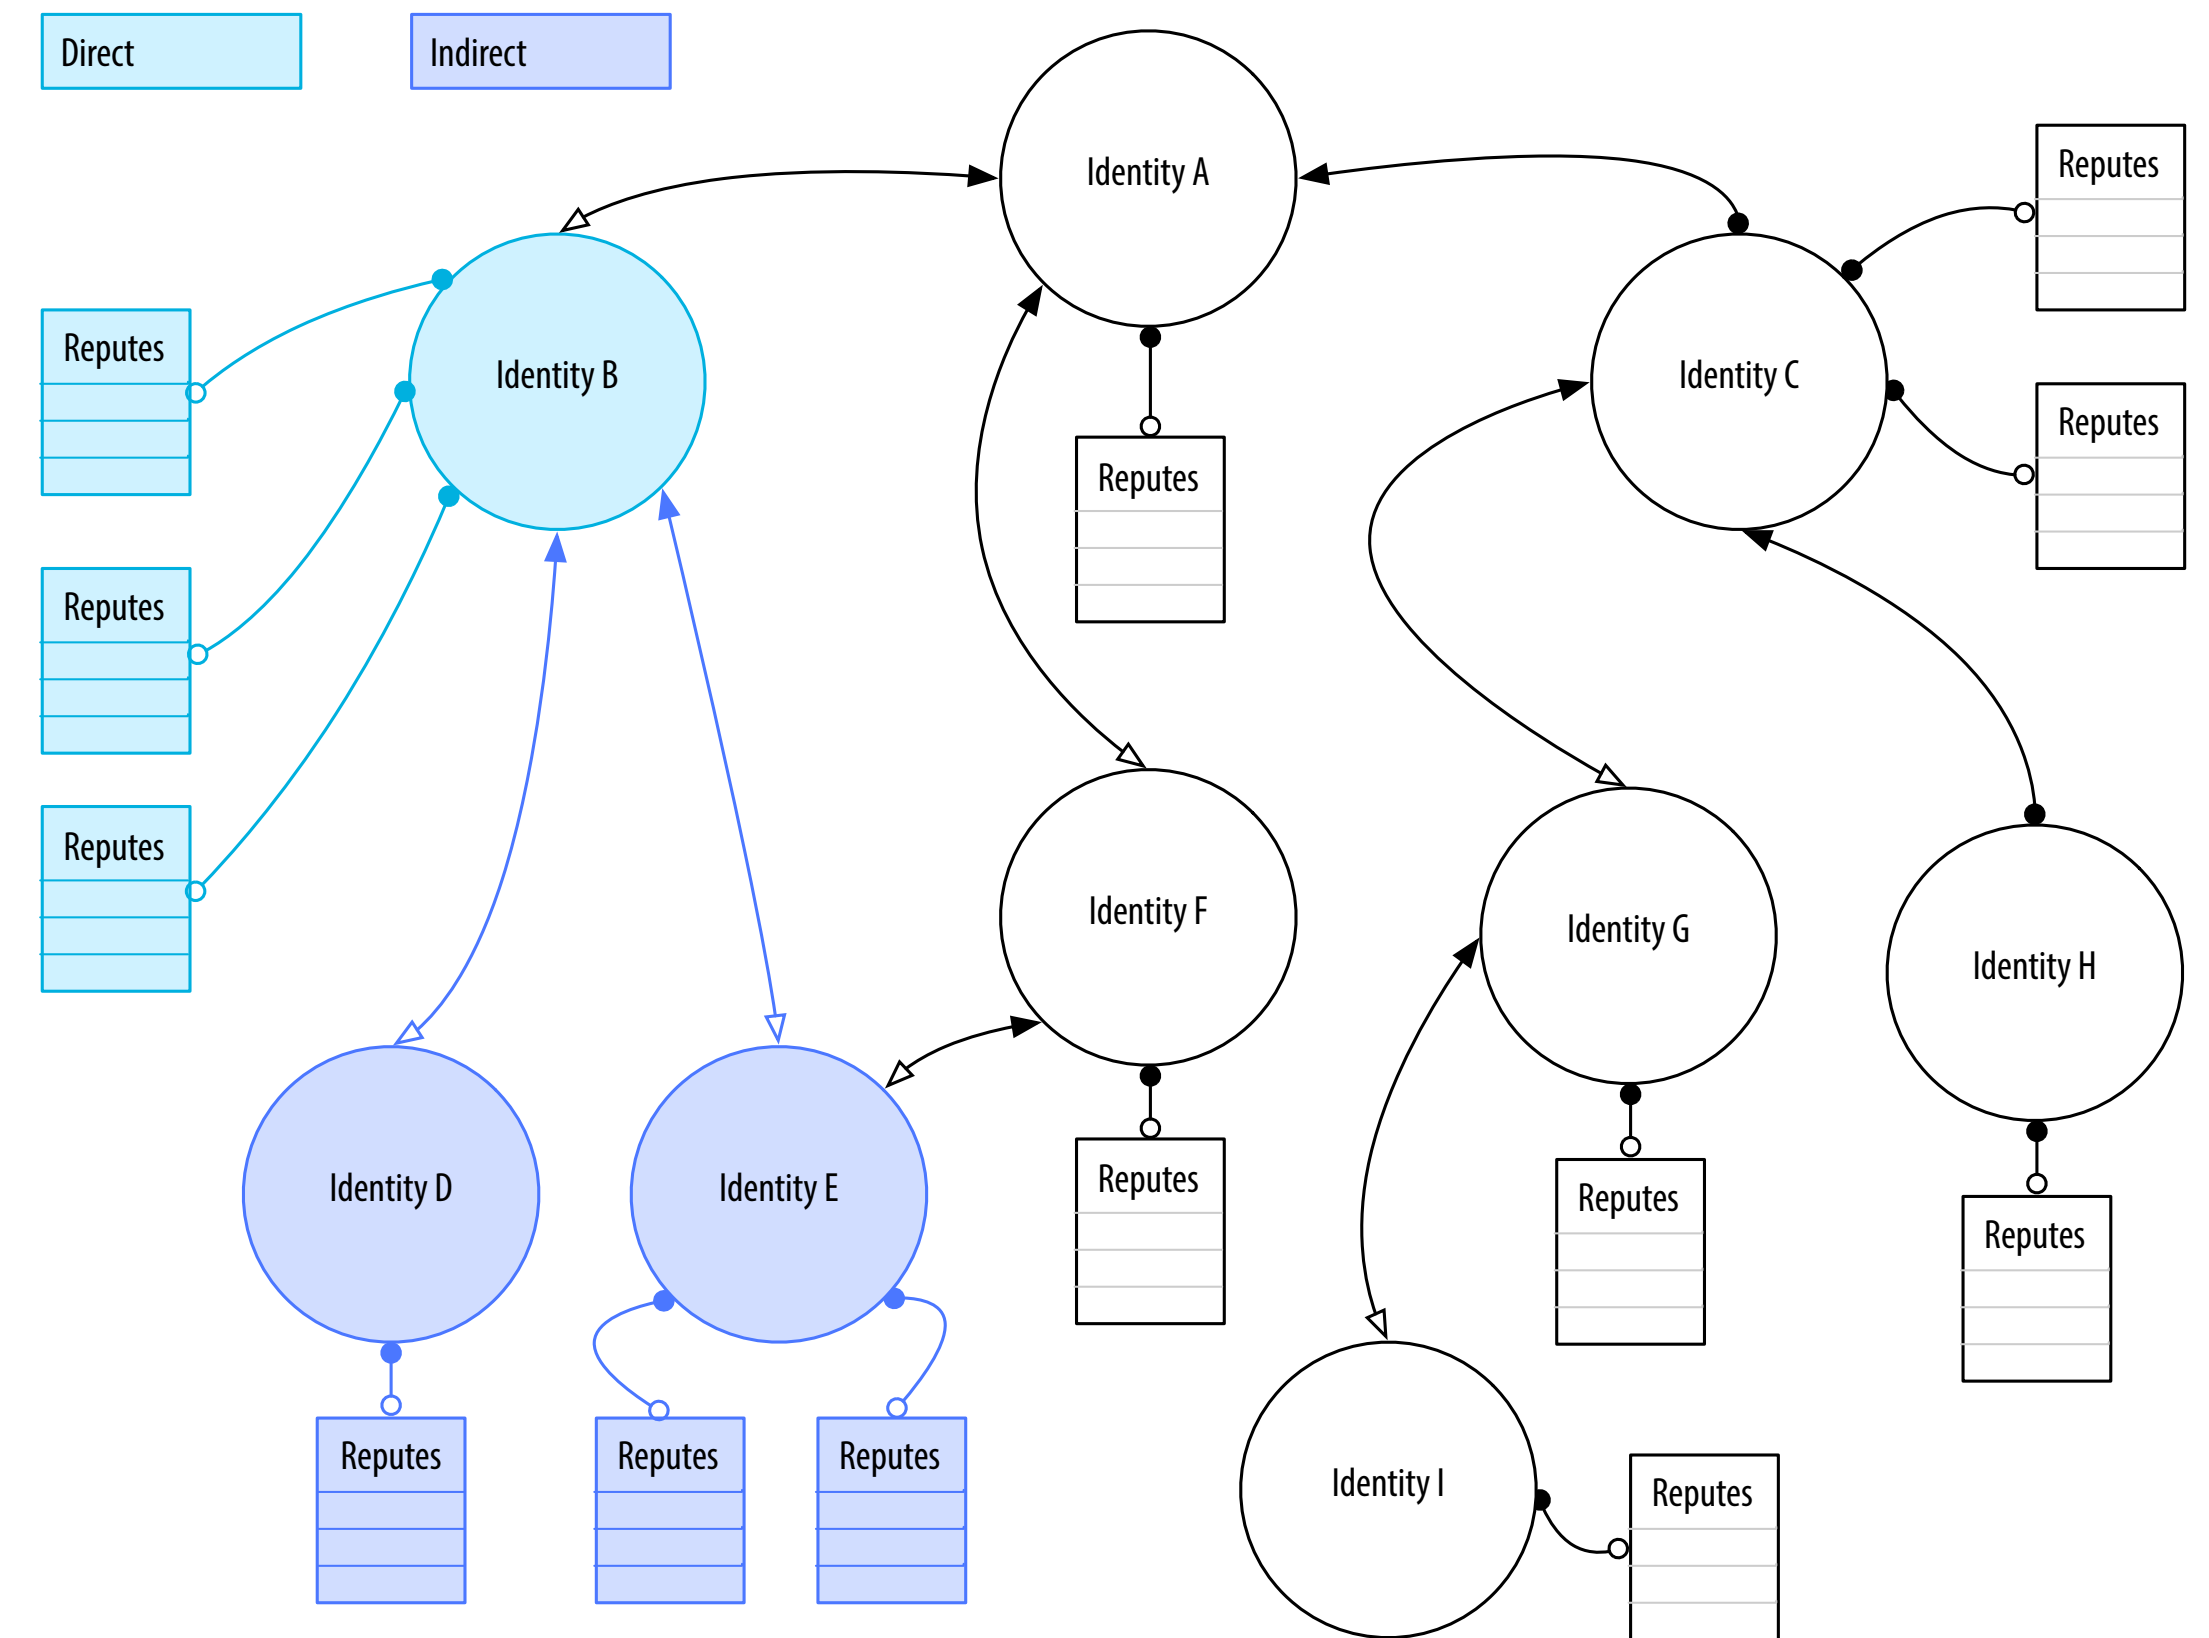 Direct
Indirect
Identity A
Reputes
Identity B
Identity C
Reputes
Reputes
Reputes
Reputes
Reputes
Reputes
Identity F
Identity G
Identity H
Identity D
Identity E
Reputes
Reputes
Reputes
Reputes
Reputes
Reputes
Identity I
Reputes